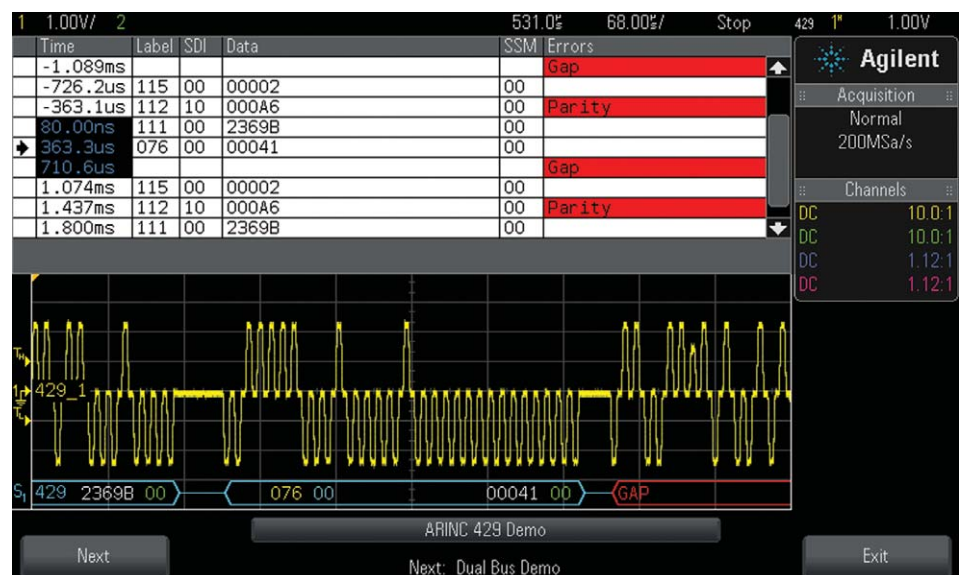 1 1.00V/ 2 531.0µs 68.00µs/ Stop 429 1" 1.00V
Time Label SDI Data SSM Errors
-1.089ms Gap
-726.2us 115 00 00002 00
-363.1us 112 10 000A6 00 Parity
80.00ns 111 00 2369B 00
363.3us 076 00 00041 00
710.6us Gap
1.074ms 115 00 00002 00
1.437ms 112 10 000A6 00 Parity
1.800ms 111 00 2369B 00
Agilent
Acquisition
Normal
200MSa/s
Channels
DC 10.0:1
DC 10.0:1
DC 1.12:1
DC 1.12:1
TH
1 429_1
TL
S1 429 2369B 00 076 00 00041 00 GAP
ARINC 429 Demo
Next
Next: Dual Bus Demo
Exit